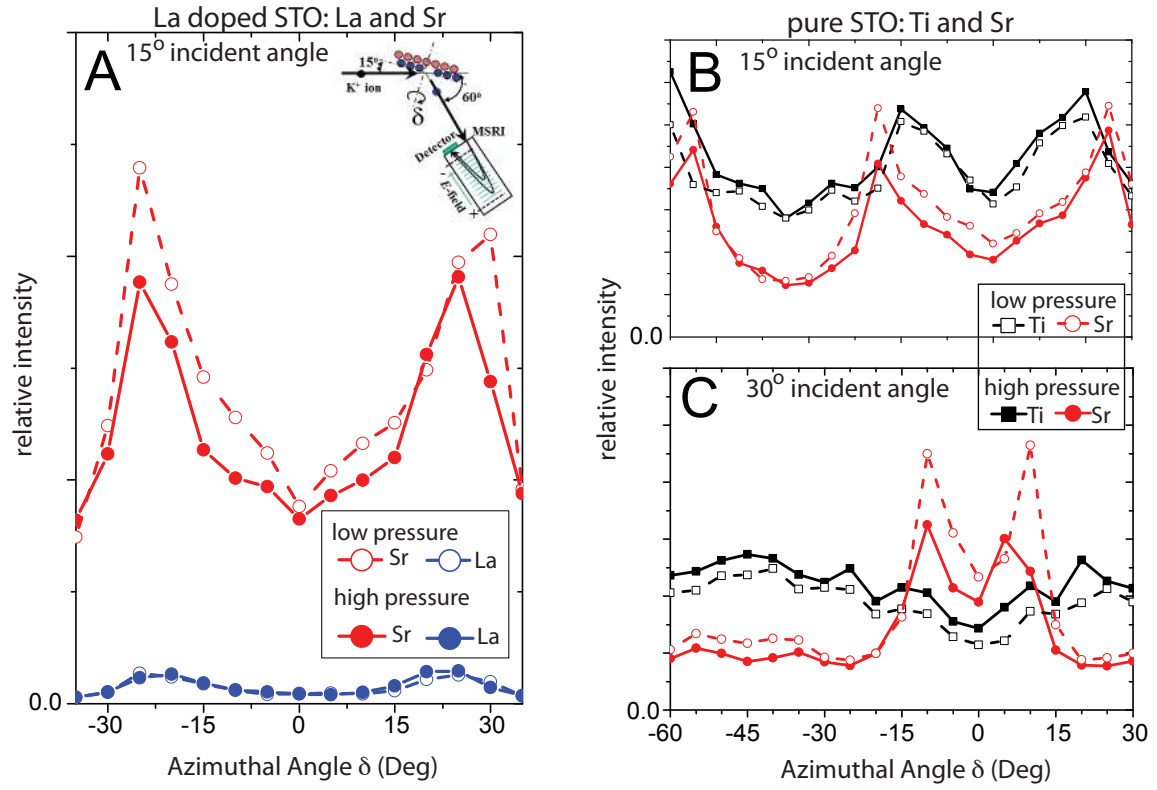 La doped STO: La and Sr
A
15° incident angle
15°
K⁺ ion
δ
60°
MSRI
Detector
E-field
- +
relative intensity
low pressure
Sr La
high pressure
Sr La
0.0
-30 -15 0 15 30
Azimuthal Angle δ (Deg)
pure STO: Ti and Sr
B
15° incident angle
relative intensity
low pressure
Ti Sr
0.0
C
30° incident angle
high pressure
Ti Sr
0.0
-60 -45 -30 -15 0 15 30
Azimuthal Angle δ (Deg)